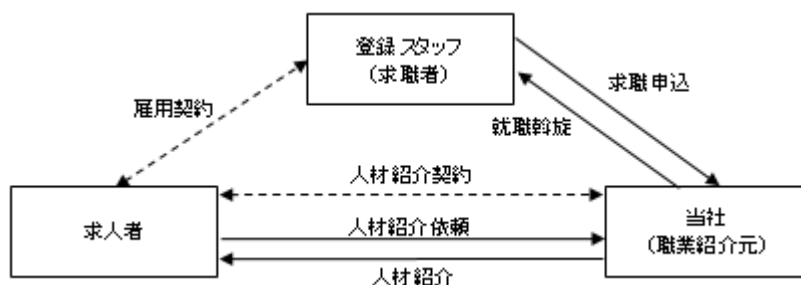 登録スタッフ
(求職者)
求職申込
雇用契約
就職斡旋
人材紹介契約
求人者
人材紹介依頼
当社
(職業紹介元)
人材紹介